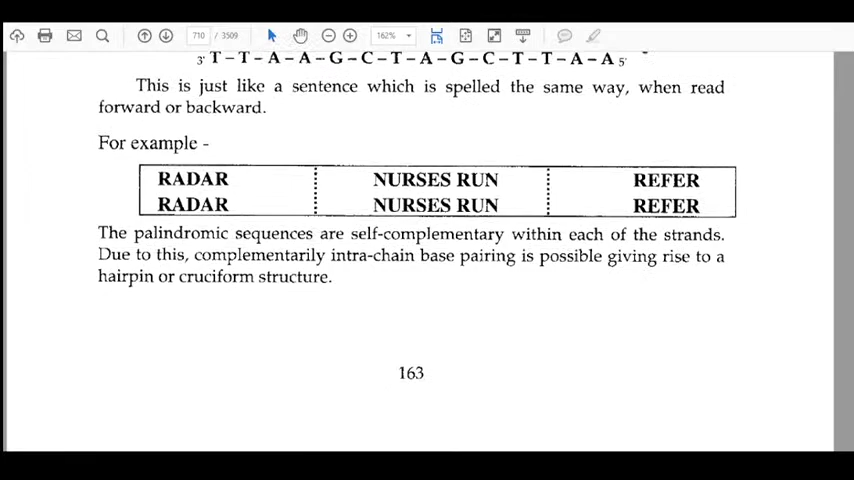 710 / 3509 162%
3' T – T – A – A – G – C – T – A – G – C – T – T – A – A 5'
This is just like a sentence which is spelled the same way, when read
forward or backward.
For example -
RADAR NURSES RUN REFER
RADAR NURSES RUN REFER
The palindromic sequences are self-complementary within each of the strands.
Due to this, complementarily intra-chain base pairing is possible giving rise to a
hairpin or cruciform structure.
163